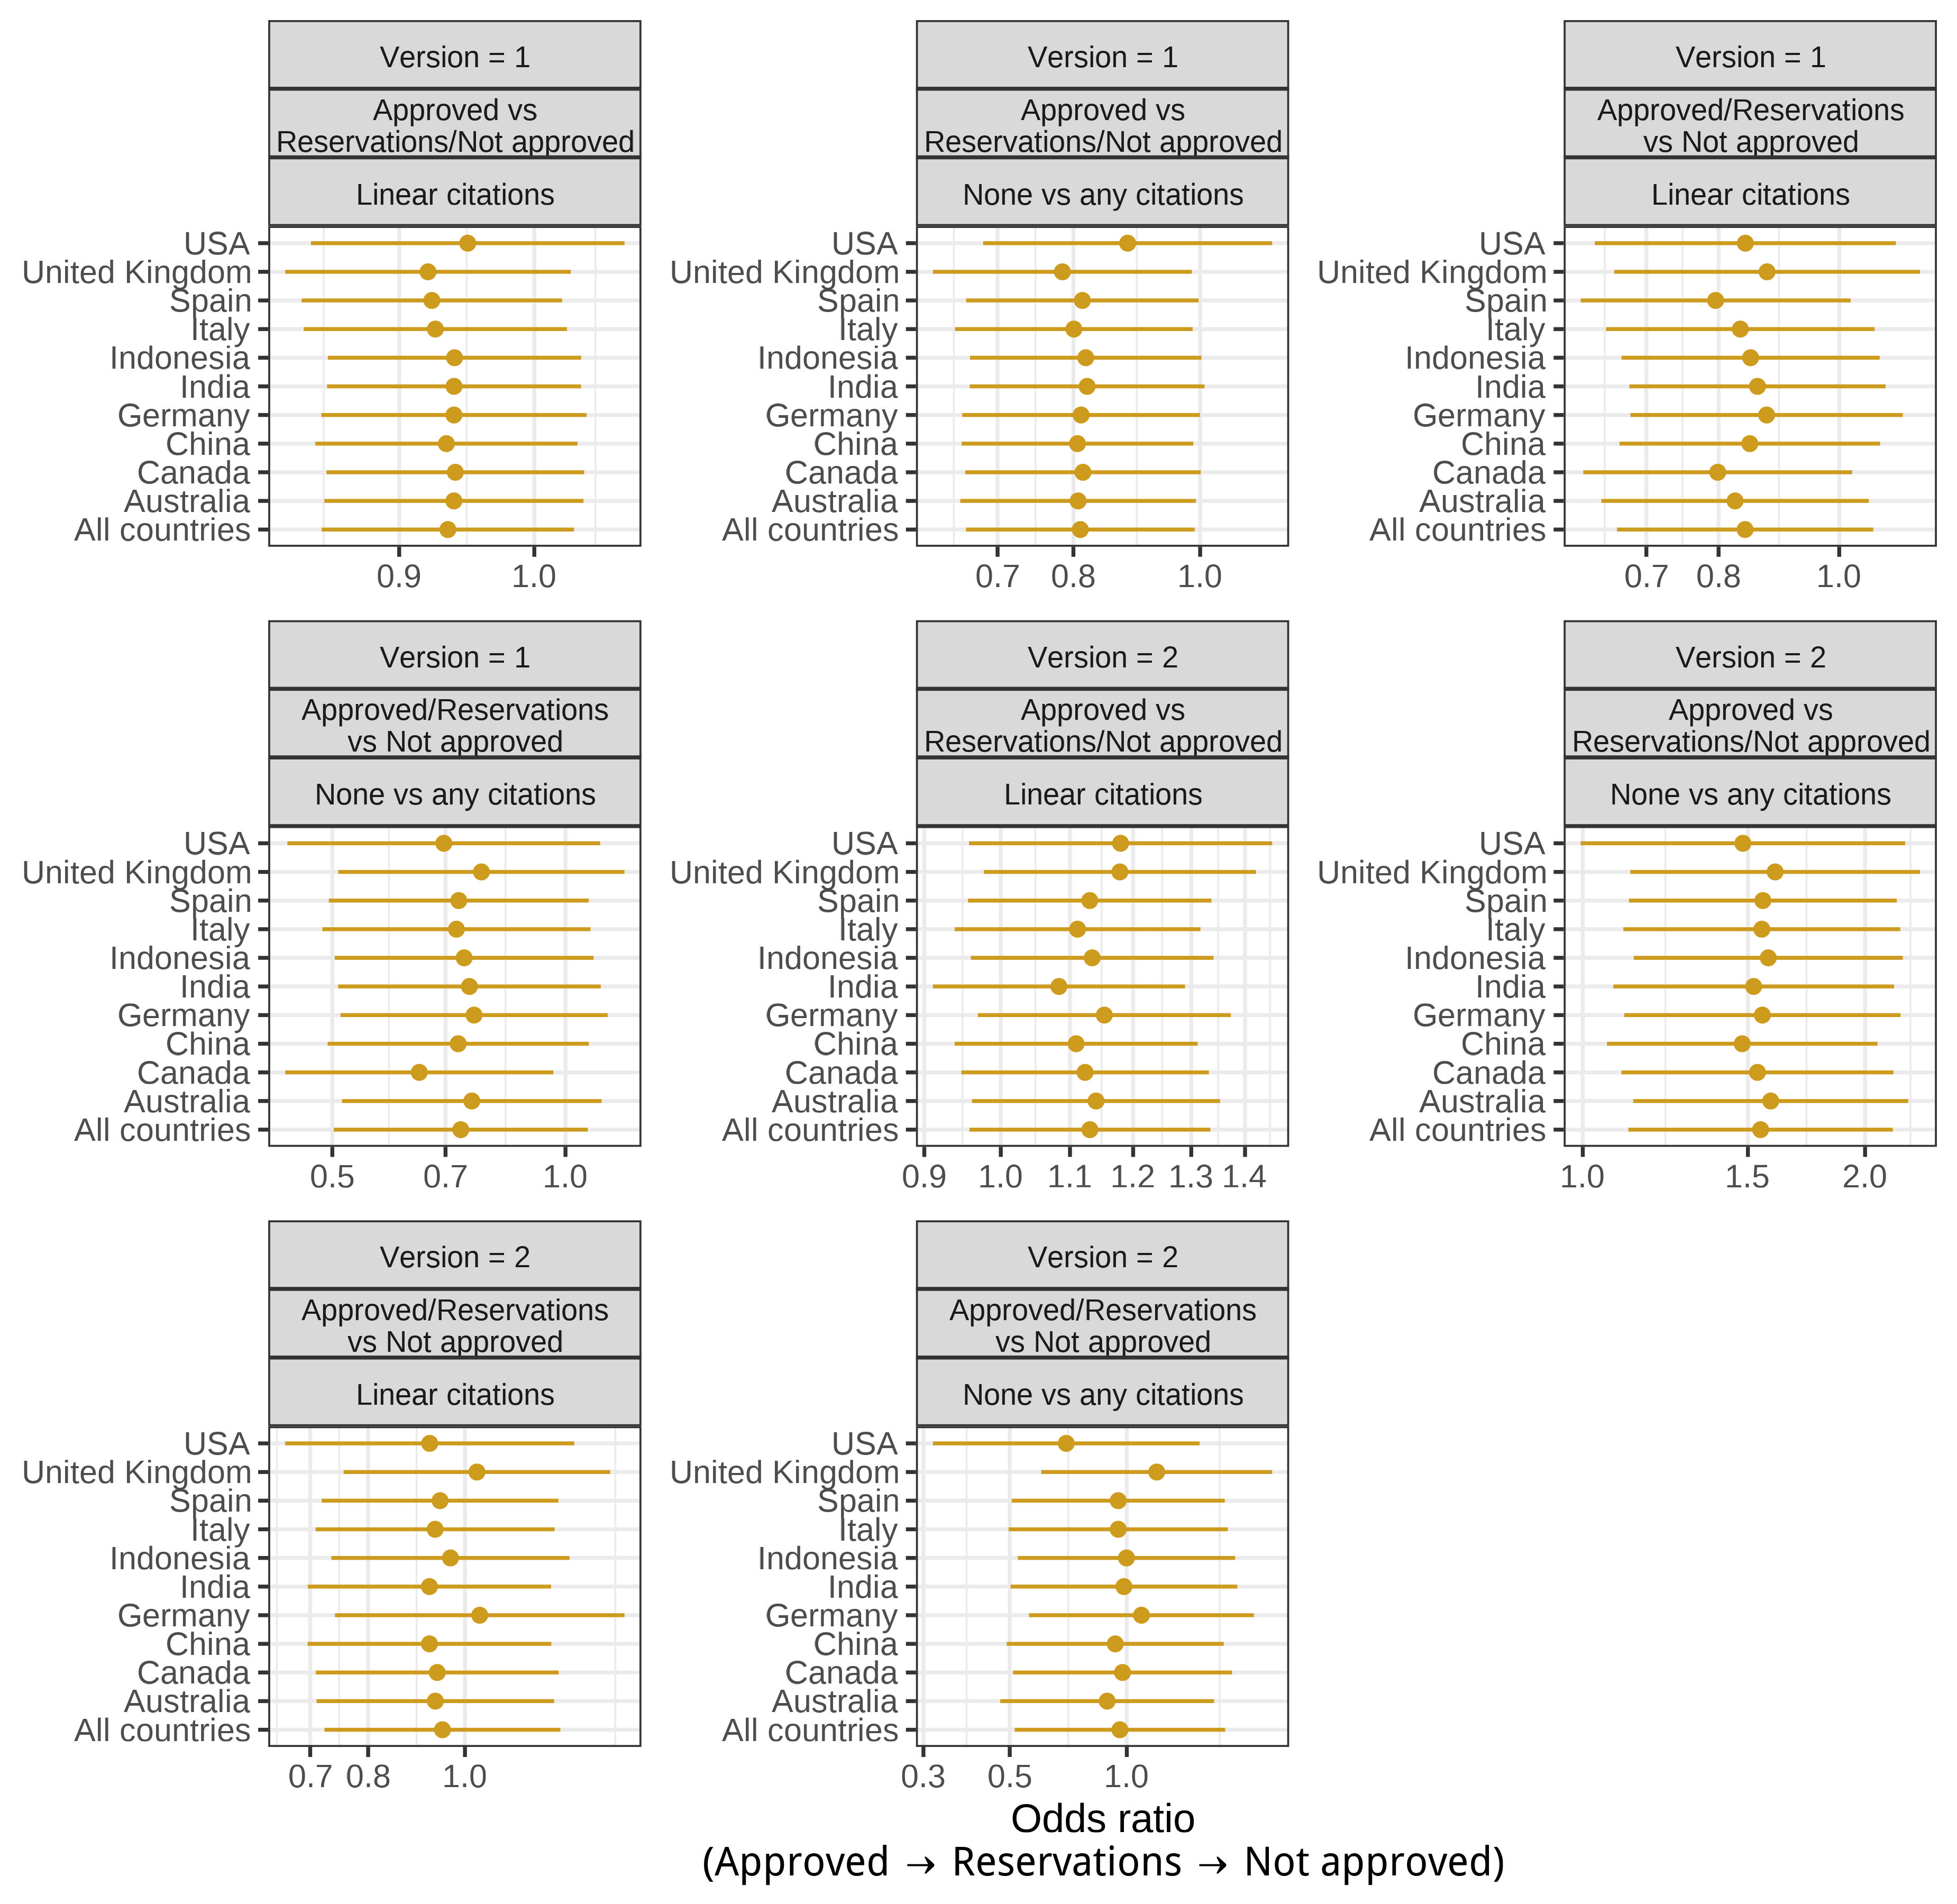 Version = 1
Approved vs
Reservations/Not approved
Linear citations
USA
United Kingdom
Spain
Italy
Indonesia
India
Germany
China
Canada
Australia
All countries
0.9 1.0
Version = 1
Approved vs
Reservations/Not approved
None vs any citations
USA
United Kingdom
Spain
Italy
Indonesia
India
Germany
China
Canada
Australia
All countries
0.7 0.8 1.0
Version = 1
Approved/Reservations
vs Not approved
Linear citations
USA
United Kingdom
Spain
Italy
Indonesia
India
Germany
China
Canada
Australia
All countries
0.7 0.8 1.0
Version = 1
Approved/Reservations
vs Not approved
None vs any citations
USA
United Kingdom
Spain
Italy
Indonesia
India
Germany
China
Canada
Australia
All countries
0.5 0.7 1.0
Version = 2
Approved vs
Reservations/Not approved
Linear citations
USA
United Kingdom
Spain
Italy
Indonesia
India
Germany
China
Canada
Australia
All countries
0.9 1.0 1.1 1.2 1.3 1.4
Version = 2
Approved vs
Reservations/Not approved
None vs any citations
USA
United Kingdom
Spain
Italy
Indonesia
India
Germany
China
Canada
Australia
All countries
1.0 1.5 2.0
Version = 2
Approved/Reservations
vs Not approved
Linear citations
USA
United Kingdom
Spain
Italy
Indonesia
India
Germany
China
Canada
Australia
All countries
0.7 0.8 1.0
Version = 2
Approved/Reservations
vs Not approved
None vs any citations
USA
United Kingdom
Spain
Italy
Indonesia
India
Germany
China
Canada
Australia
All countries
0.3 0.5 1.0
Odds ratio
(Approved → Reservations → Not approved)